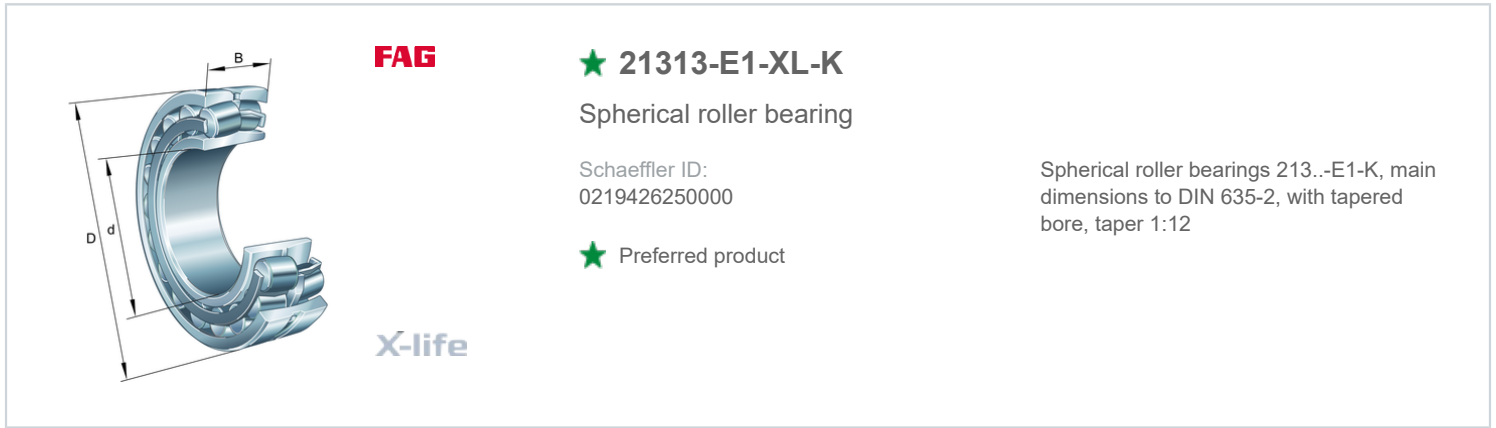 B
D
d
FAG
X-life
21313-E1-XL-K
Spherical roller bearing
Schaeffler ID:
0219426250000
Preferred product
Spherical roller bearings 213..-E1-K, main
dimensions to DIN 635-2, with tapered
bore, taper 1:12